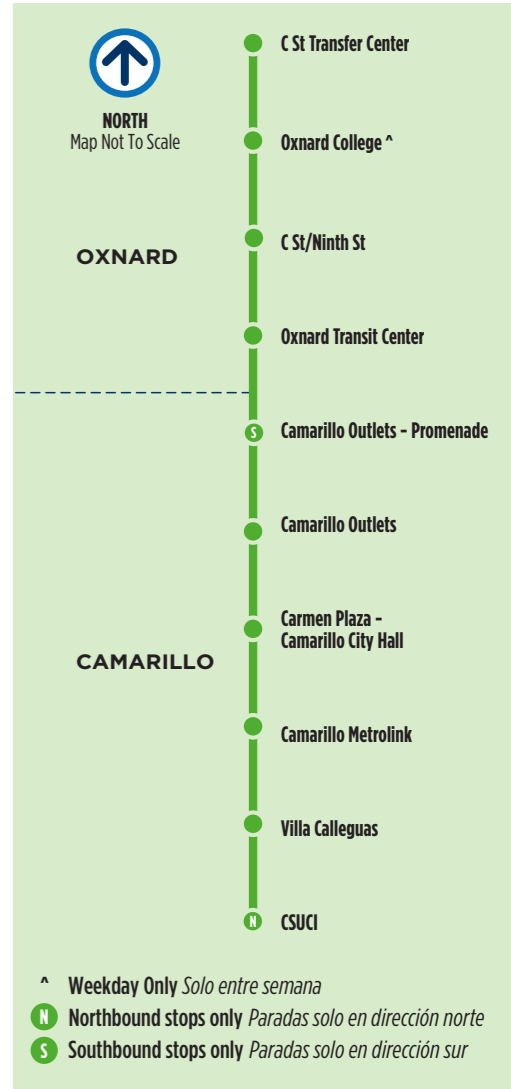 C St Transfer Center
NORTH
Map Not To Scale
Oxnard College ^
OXNARD
C St/Ninth St
Oxnard Transit Center
S
Camarillo Outlets - Promenade
Camarillo Outlets
Carmen Plaza -
Camarillo City Hall
CAMARILLO
Camarillo Metrolink
Villa Calleguas
N
CSUCI
^ Weekday Only Solo entre semana
N Northbound stops only Paradas solo en dirección norte
S Southbound stops only Paradas solo en dirección sur